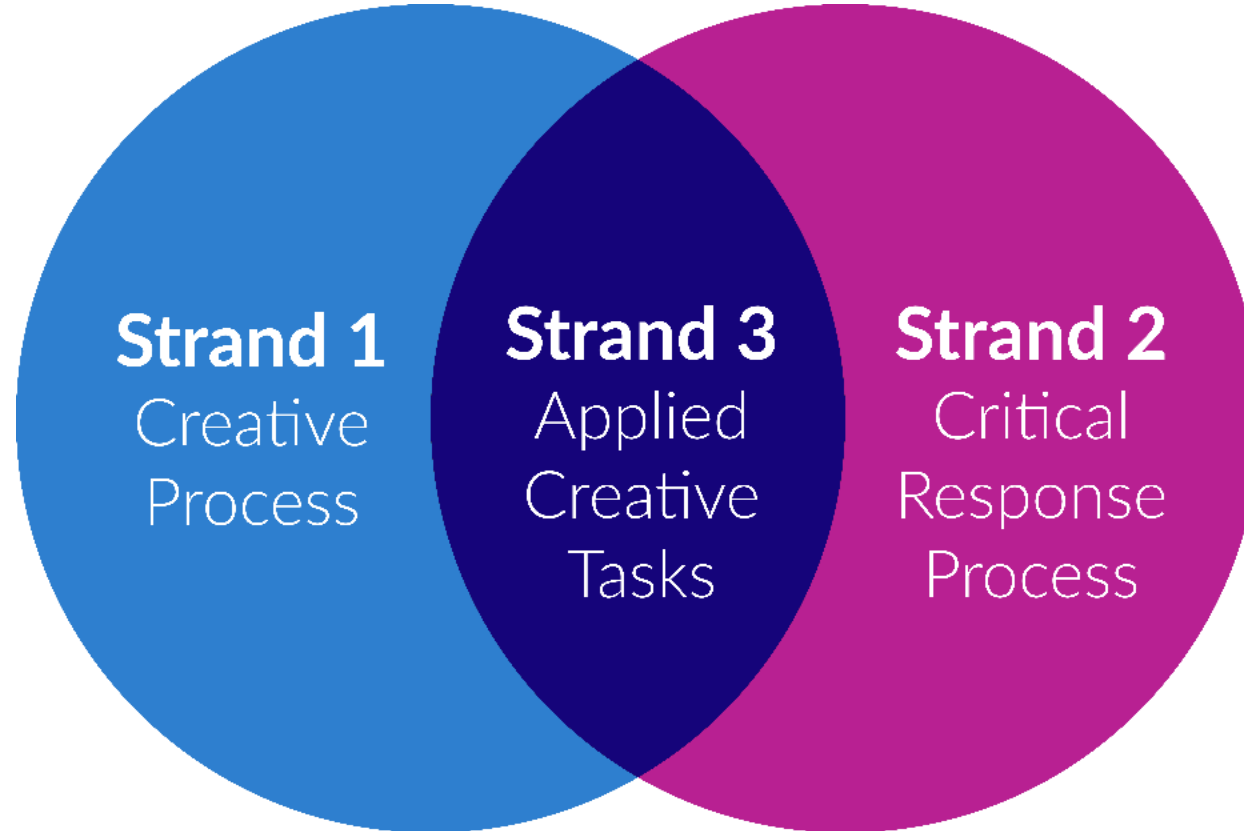 Strand 1
Creative
Process
Strand 3
Applied
Creative
Tasks
Strand 2
Critical
Response
Process